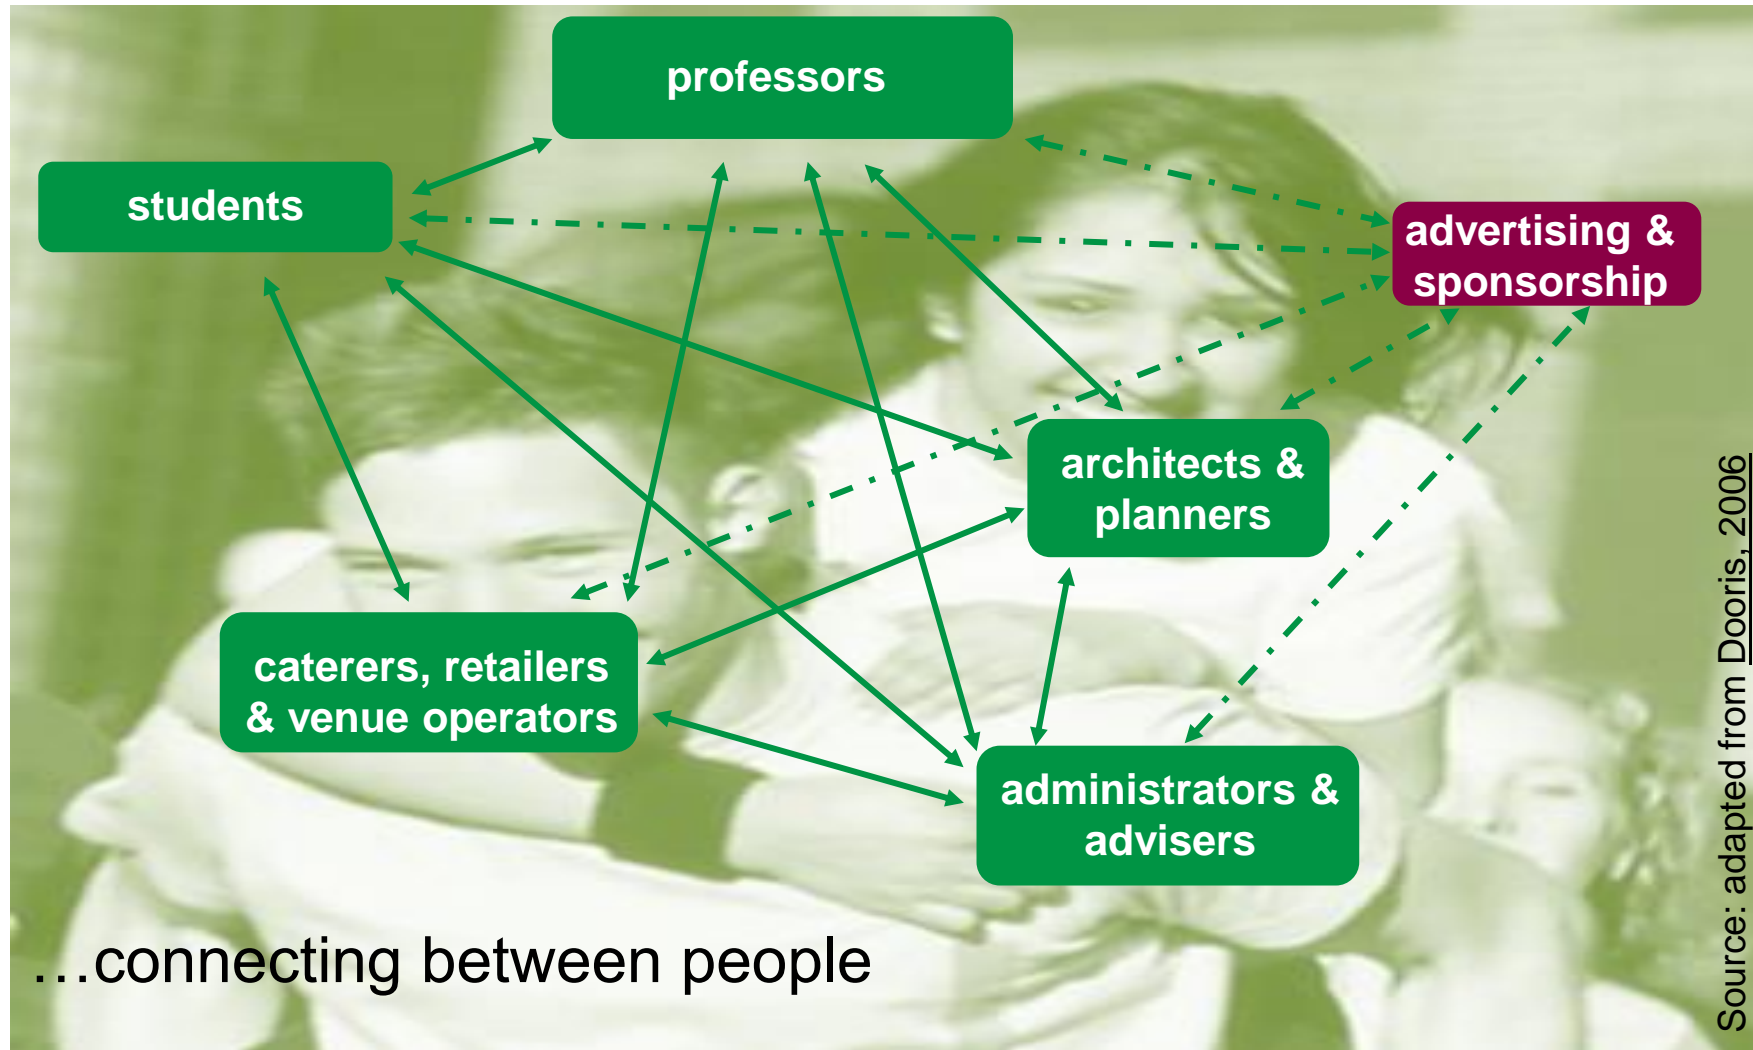 professors
students
advertising &
sponsorship
architects &
planners
caterers, retailers
& venue operators
administrators &
advisers
…connecting between people
Source: adapted from Dooris, 2006